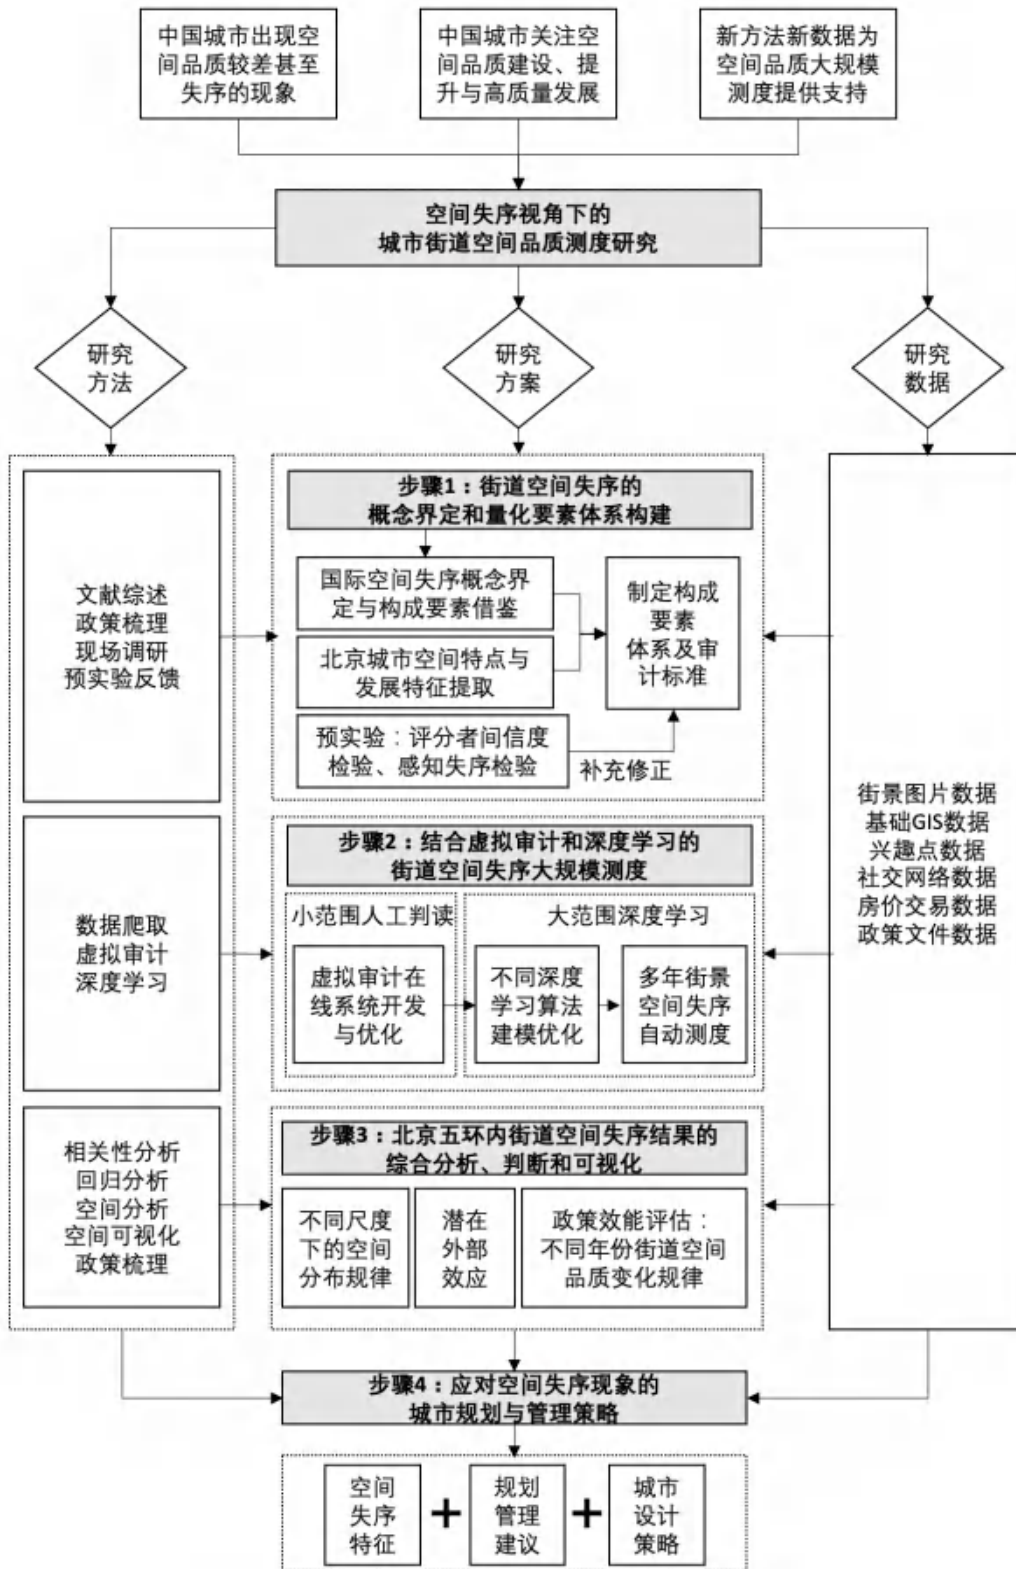 中国城市出现空
间品质较差甚至
失序的现象
中国城市关注空
间品质建设、提
升与高质量发展
新方法新数据为
空间品质大规模
测度提供支持
空间失序视角下的
城市街道空间品质测度研究
研究
方法
研究
方案
研究
数据
文献综述
政策梳理
现场调研
预实验反馈
步骤1：街道空间失序的
概念界定和量化要素体系构建
国际空间失序概念界
定与构成要素借鉴
北京城市空间特点与
发展特征提取
制定构成
要素
体系及审
计标准
预实验：评分者间信度
检验、感知失序检验
补充修正
数据爬取
虚拟审计
深度学习
步骤2：结合虚拟审计和深度学习的
街道空间失序大规模测度
小范围人工判读
虚拟审计在
线系统开发
与优化
大范围深度学习
不同深度
学习算法
建模优化
多年街景
空间失序
自动测度
街景图片数据
基础GIS数据
兴趣点数据
社交网络数据
房价交易数据
政策文件数据
相关性分析
回归分析
空间分析
空间可视化
政策梳理
步骤3：北京五环内街道空间失序结果的
综合分析、判断和可视化
不同尺度
下的空间
分布规律
潜在
外部
效应
政策效能评估：
不同年份街道空间
品质变化规律
步骤4：应对空间失序现象的
城市规划与管理策略
空间
失序
特征
+
规划
管理
建议
+
城市
设计
策略